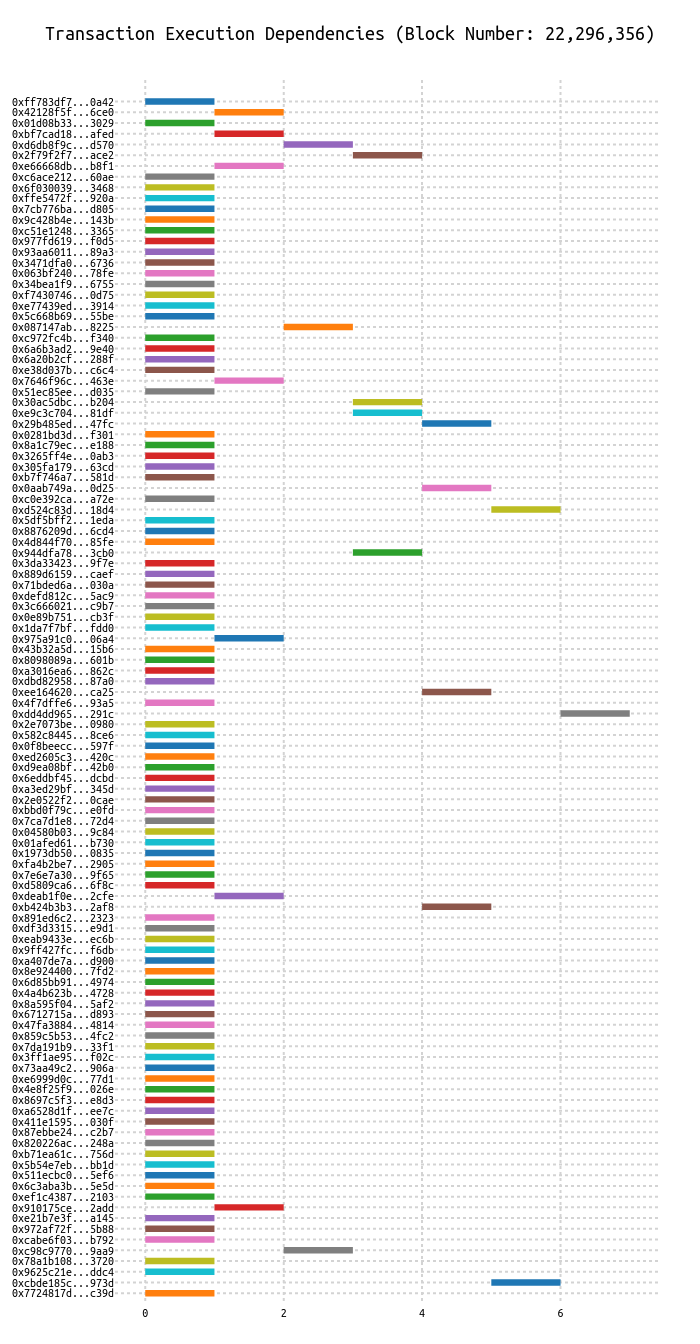 Transaction Execution Dependencies (Block Number: 22,296,356)
0xff783df7...0a42
0x42128f5f...6ce0
0x01d08b33...3029
0xbf7cad18...afed
0xd6db8f9c...d570
0x2f79f2f7...ace2
0xe66668db...b8f1
0xc6ace212...60ae
0x6f030039...3468
0xffe5472f...920a
0x7cb776ba...d805
0x9c428b4e...143b
0xc51e1248...3365
0x977fd619...f0d5
0x93aa6011...89a3
0x3471dfa0...6736
0x063bf240...78fe
0x34bea1f9...6755
0xf7430746...0d75
0xe77439ed...3914
0x5c668b69...55be
0x087147ab...8225
0xc972fc4b...f340
0x6a6b3ad2...9e40
0x6a20b2cf...288f
0xe38d037b...c6c4
0x7646f96c...463e
0x51ec85ee...d035
0x30ac5dbc...b204
0xe9c3c704...81df
0x29b485ed...47fc
0x0281bd3d...f301
0x8a1c79ec...e188
0x3265ff4e...0ab3
0x305fa179...63cd
0xb7f746a7...581d
0x0aab749a...0d25
0xc0e392ca...a72e
0xd524c83d...18d4
0x5df5bff2...1eda
0x8876209d...6cd4
0x4d844f70...85fe
0x944dfa78...3cb0
0x3da33423...9f7e
0x889d6159...caef
0x71bded6a...030a
0xdefd812c...5ac9
0x3c666021...c9b7
0x0e89b751...cb3f
0x1da7f7bf...fdd0
0x975a91c0...06a4
0x43b32a5d...15b6
0x8098089a...601b
0xa3016ea6...862c
0xdbd82958...87a0
0xee164620...ca25
0x4f7dffe6...93a5
0xdd4dd965...291c
0x2e7073be...0980
0x582c8445...8ce6
0x0f8beecc...597f
0xed2605c3...420c
0xd9ea08bf...42b0
0x6eddbf45...dcbd
0xa3ed29bf...345d
0x2e0522f2...0cae
0xbbd0f79c...e0fd
0x7ca7d1e8...72d4
0x04580b03...9c84
0x01afed61...b730
0x1973db50...0835
0xfa4b2be7...2905
0x7e6e7a30...9f65
0xd5809ca6...6f8c
0xdeab1f0e...2cfe
0xb424b3b3...2af8
0x891ed6c2...2323
0xdf3d3315...e9d1
0xeab9433e...ec6b
0x9ff427fc...f6db
0xa407de7a...d900
0x8e924400...7fd2
0x6d85bb91...4974
0x4a4b623b...4728
0x8a595f04...5af2
0x6712715a...d893
0x47fa3884...4814
0x859c5b53...4fc2
0x7da191b9...33f1
0x3ff1ae95...f02c
0x73aa49c2...906a
0xe6999d0c...77d1
0x4e8f25f9...026e
0x8697c5f3...e8d3
0xa6528d1f...ee7c
0x411e1595...030f
0x87ebbe24...c2b7
0x820226ac...248a
0xb71ea61c...756d
0x5b54e7eb...bb1d
0x511ecbc0...5ef6
0x6c3aba3b...5e5d
0xef1c4387...2103
0x910175ce...2add
0xe21b7e3f...a145
0x972af72f...5b88
0xcabe6f03...b792
0xc98c9770...9aa9
0x78a1b108...3720
0x9625c21e...ddc4
0xcbde185c...973d
0x7724817d...c39d
0 2 4 6